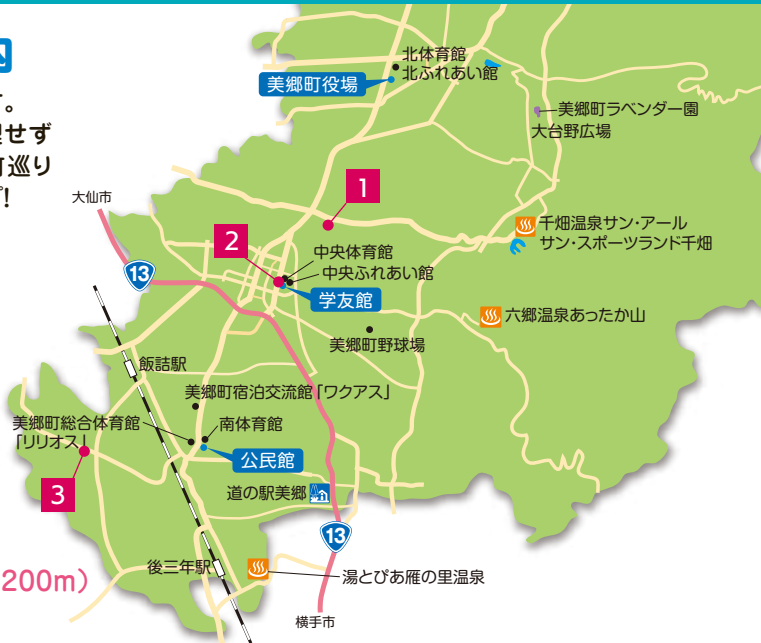 内
す。
せず
町巡り
!
北体育館
北ふれあい館
美郷町役場
美郷町ラベンダー園
大台野広場
大仙市
1
2
千畑温泉サン・アール
サン・スポーツランド千畑
13
中央体育館
中央ふれあい館
学友館
六郷温泉あったか山
美郷町野球場
飯詰駅
美郷町宿泊交流館「ワクアス」
美郷町総合体育館
「リリオス」
南体育館
公民館
3
道の駅美郷
13
後三年駅
200m)
湯とぴあ雁の里温泉
横手市